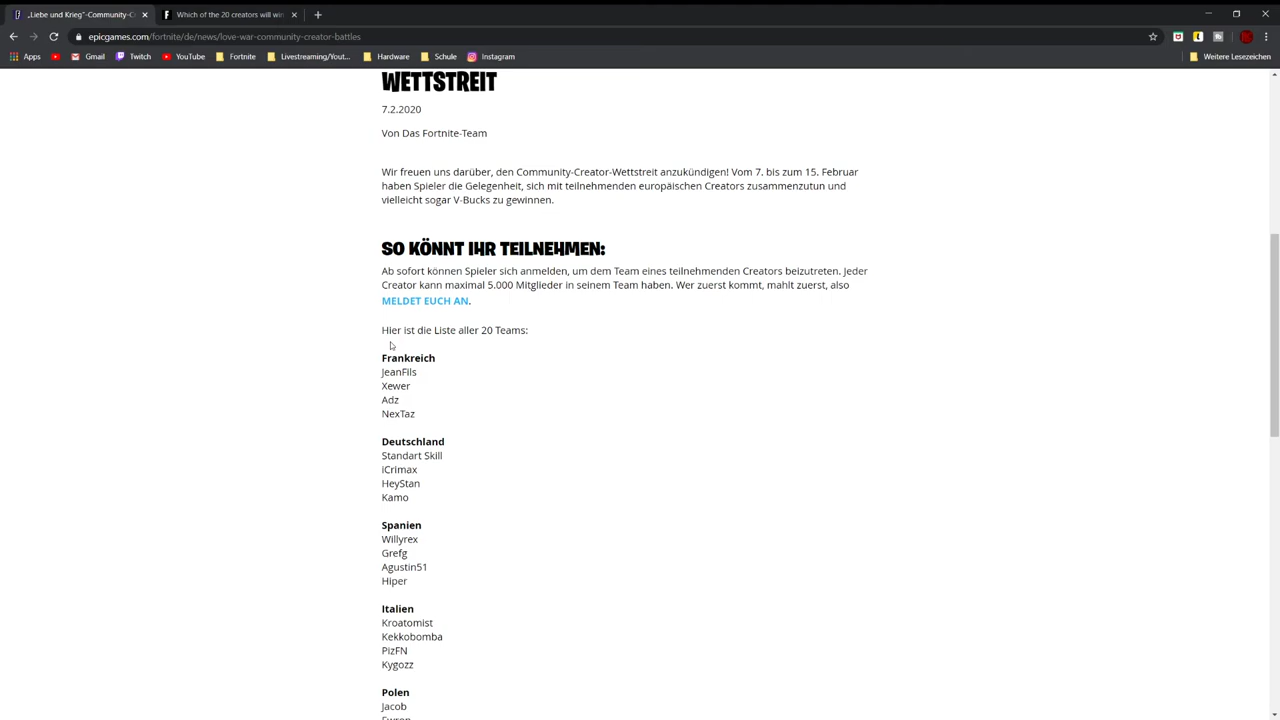 „Liebe und Krieg"-Community-C
Which of the 20 creators will win
epicgames.com/fortnite/de/news/love-war-community-creator-battles
Apps
Gmail
Twitch
YouTube
Fortnite
Livestreaming/Yout...
Hardware
Schule
Instagram
Weitere Lesezeichen
WETTSTREIT
7.2.2020
Von Das Fortnite-Team
Wir freuen uns darüber, den Community-Creator-Wettstreit anzukündigen! Vom 7. bis zum 15. Februar
haben Spieler die Gelegenheit, sich mit teilnehmenden europäischen Creators zusammenzutun und
vielleicht sogar V-Bucks zu gewinnen.
SO KÖNNT IHR TEILNEHMEN:
Ab sofort können Spieler sich anmelden, um dem Team eines teilnehmenden Creators beizutreten. Jeder
Creator kann maximal 5.000 Mitglieder in seinem Team haben. Wer zuerst kommt, mahlt zuerst, also
MELDET EUCH AN.
Hier ist die Liste aller 20 Teams:
Frankreich
JeanFils
Xewer
Adz
NexTaz
Deutschland
Standart Skill
iCrimax
HeyStan
Kamo
Spanien
Willyrex
Grefg
Agustin51
Hiper
Italien
Kroatomist
Kekkobomba
PizFN
Kygozz
Polen
Jacob